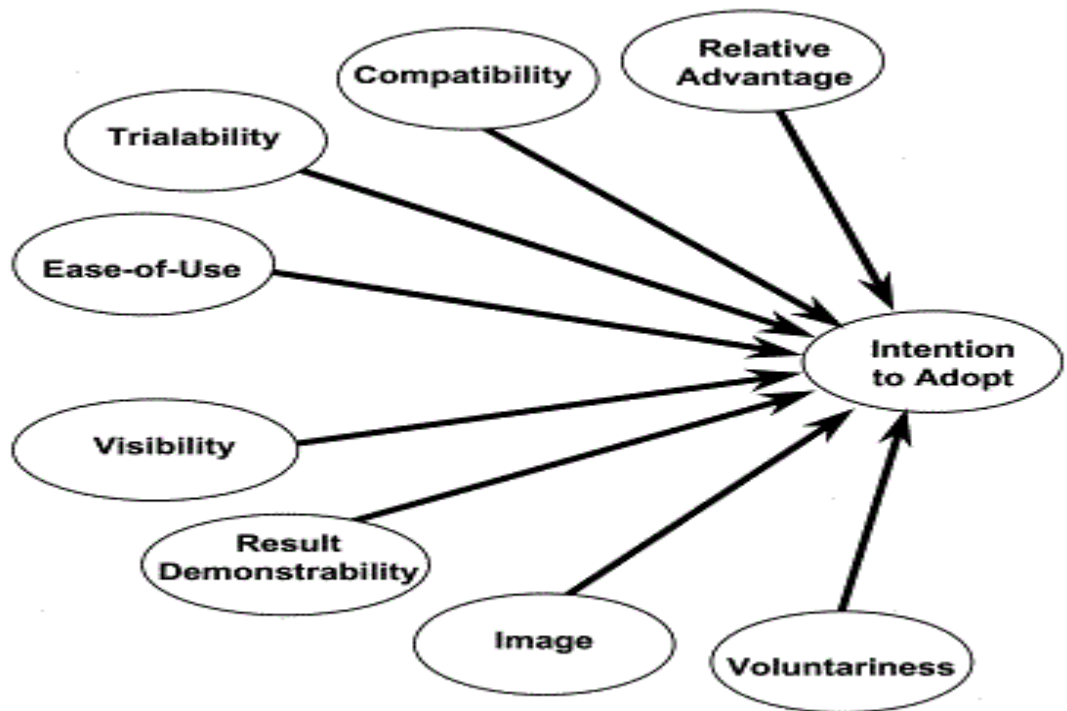 Relative
Advantage
Compatibility
Trialability
Ease-of-Use
Intention
to Adopt
Visibility
Result
Demonstrability
Image
Voluntariness